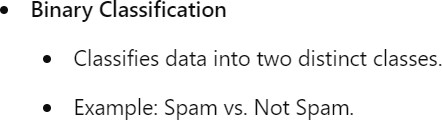 • Binary Classification
• Classifies data into two distinct classes.
• Example: Spam vs. Not Spam.